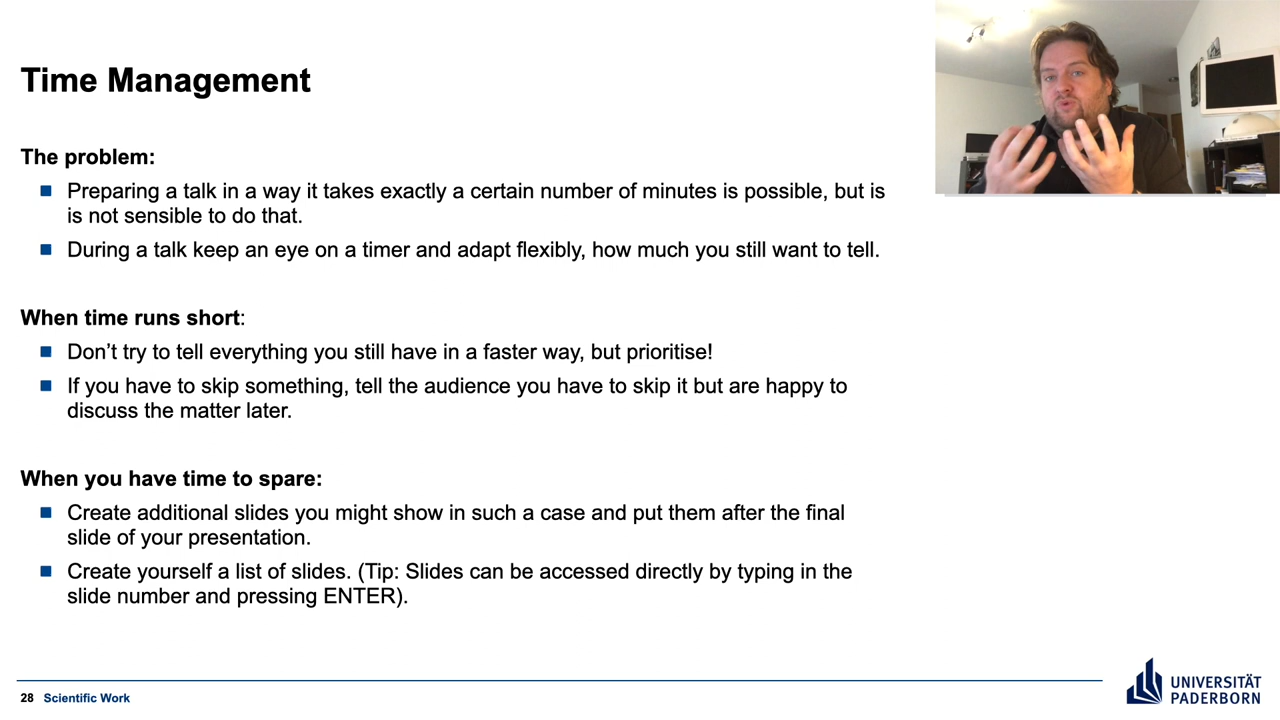 Time Management
The problem:
Preparing a talk in a way it takes exactly a certain number of minutes is possible, but is
is not sensible to do that.
During a talk keep an eye on a timer and adapt flexibly, how much you still want to tell.
When time runs short:
Don’t try to tell everything you still have in a faster way, but prioritise!
If you have to skip something, tell the audience you have to skip it but are happy to
discuss the matter later.
When you have time to spare:
Create additional slides you might show in such a case and put them after the final
slide of your presentation.
Create yourself a list of slides. (Tip: Slides can be accessed directly by typing in the
slide number and pressing ENTER).
28 Scientific Work
UNIVERSITÄT
PADERBORN